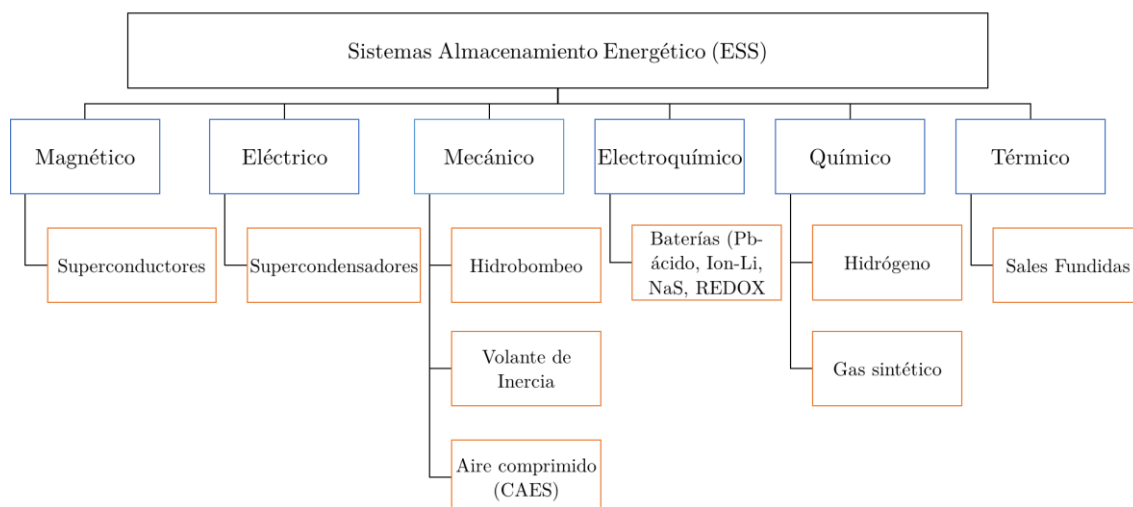 Sistemas Almacenamiento Energético (ESS)
Magnético
Eléctrico
Mecánico
Electroquímico
Químico
Térmico
Superconductores
Supercondensadores
Hidrobombeo
Baterías (Pb-
ácido, Ion-Li,
NaS, REDOX
Hidrógeno
Sales Fundidas
Volante de
Inercia
Gas sintético
Aire comprimido
(CAES)